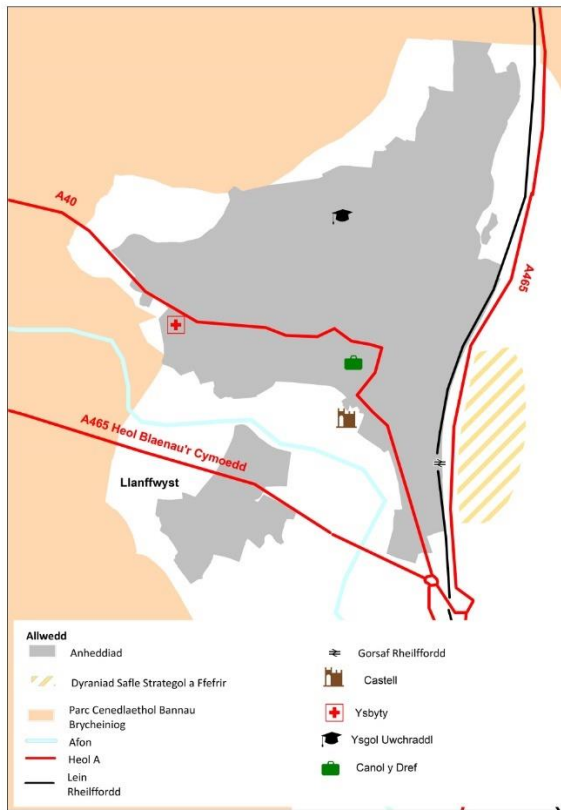 A40
A465
A465 Heol Blaenau'r Cymoedd
Llanffwyst
Allwedd
Anheddiad
Dyraniad Safle Strategol a Ffefrir
Parc Cenedlaethol Bannau
Brycheiniog
Afon
Heol A
Lein
Rheilffordd
Gorsaf Rheilffordd
Castell
Ysbyty
Ysgol Uwchraddl
Canol y Dref